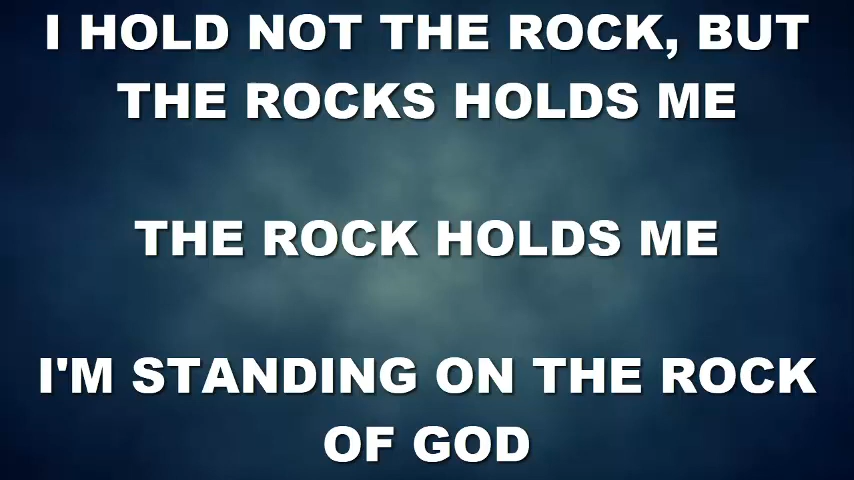 I HOLD NOT THE ROCK, BUT
THE ROCKS HOLDS ME
THE ROCK HOLDS ME
I'M STANDING ON THE ROCK
OF GOD